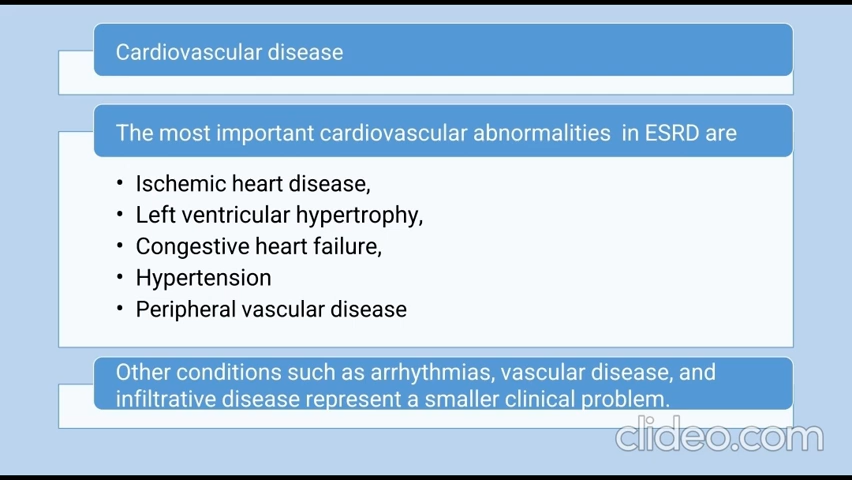 Cardiovascular disease
The most important cardiovascular abnormalities in ESRD are
• Ischemic heart disease,
• Left ventricular hypertrophy,
• Congestive heart failure,
• Hypertension
• Peripheral vascular disease
Other conditions such as arrhythmias, vascular disease, and
infiltrative disease represent a smaller clinical problem.
clideo.com